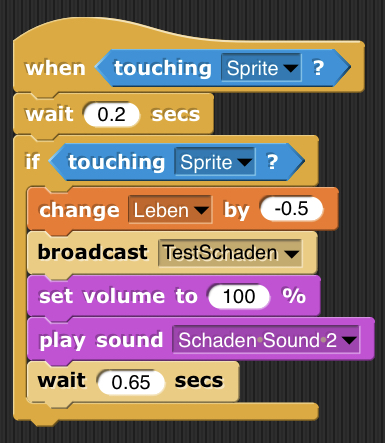 when touching Sprite ?
wait 0.2 secs
if touching Sprite ?
change Leben by -0.5
broadcast TestSchaden
set volume to 100 %
play sound Schaden Sound 2
wait 0.65 secs